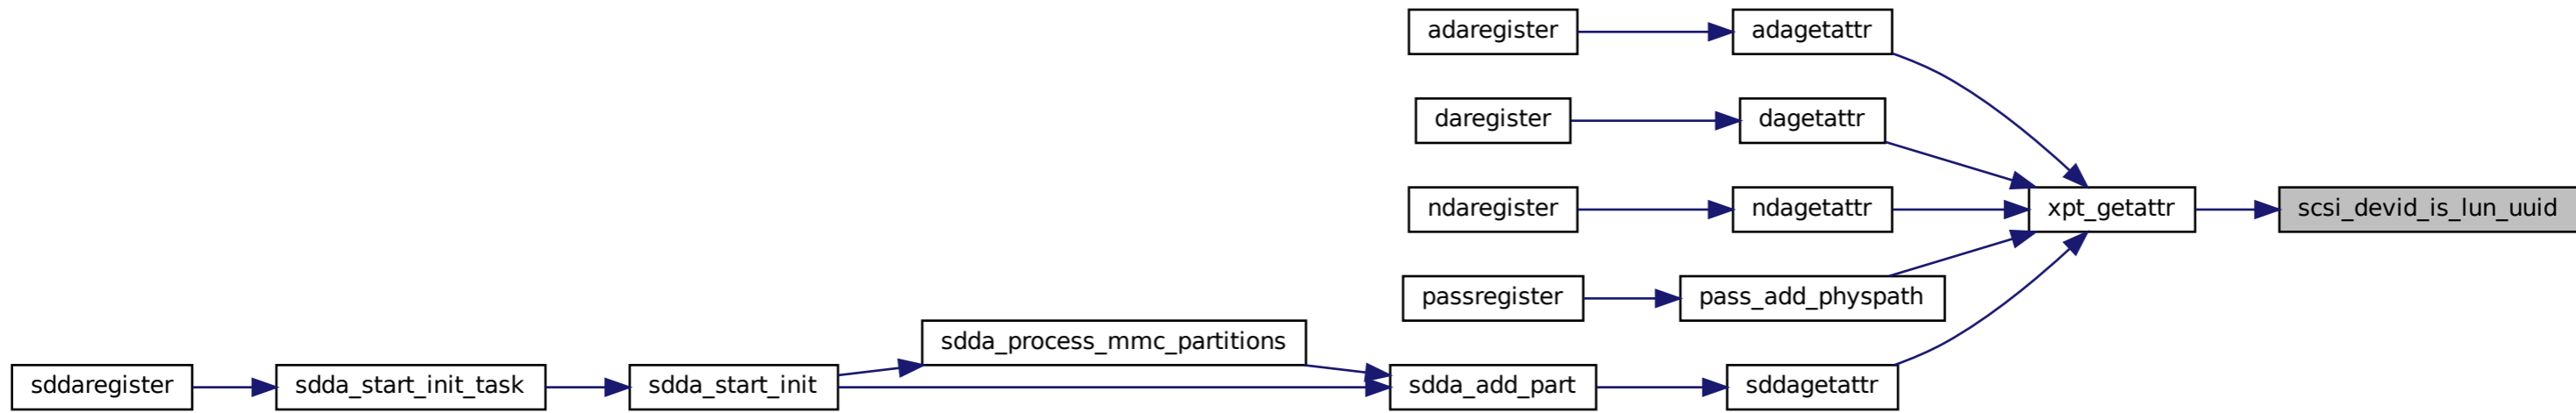 adaregister
adagetattr
daregister
dagetattr
ndaregister
ndagetattr
xpt_getattr
scsi_devid_is_lun_uuid
passregister
pass_add_physpath
sdda_process_mmc_partitions
sddaregister
sdda_start_init_task
sdda_start_init
sdda_add_part
sddagetattr